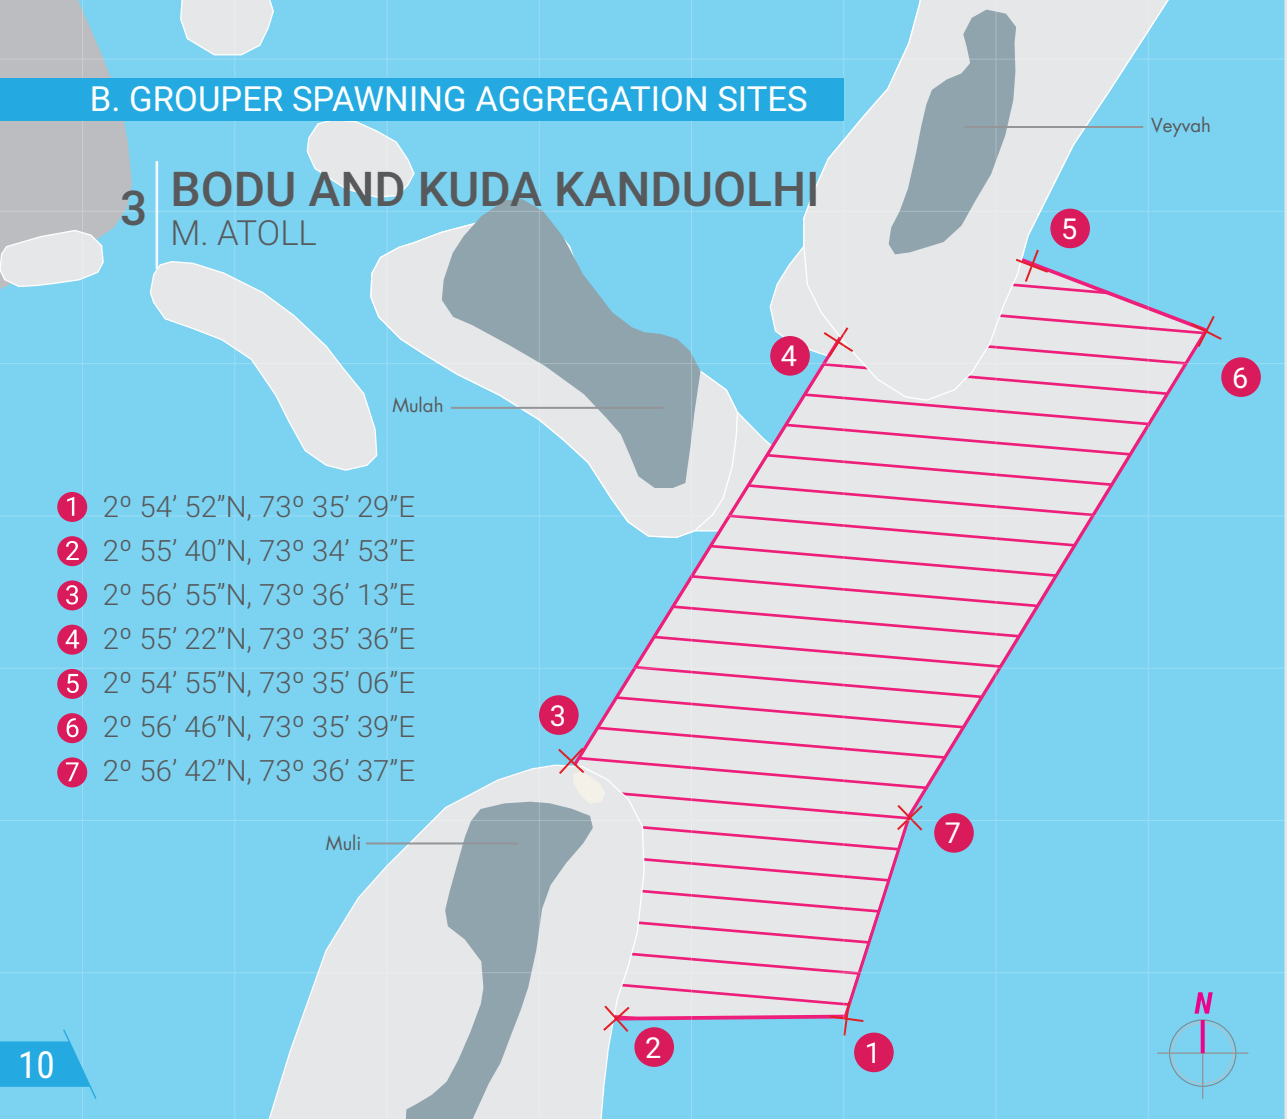 B. GROUPER SPAWNING AGGREGATION SITES
3
BODU AND KUDA KANDUOLHI
M. ATOLL
Veyvah
5
4
6
Mulah
1 2º 54’ 52”N, 73º 35’ 29”E
2 2º 55’ 40”N, 73º 34’ 53”E
3 2º 56’ 55”N, 73º 36’ 13”E
4 2º 55’ 22”N, 73º 35’ 36”E
5 2º 54’ 55”N, 73º 35’ 06”E
6 2º 56’ 46”N, 73º 35’ 39”E
7 2º 56’ 42”N, 73º 36’ 37”E
3
7
Muli
2
1
N
10